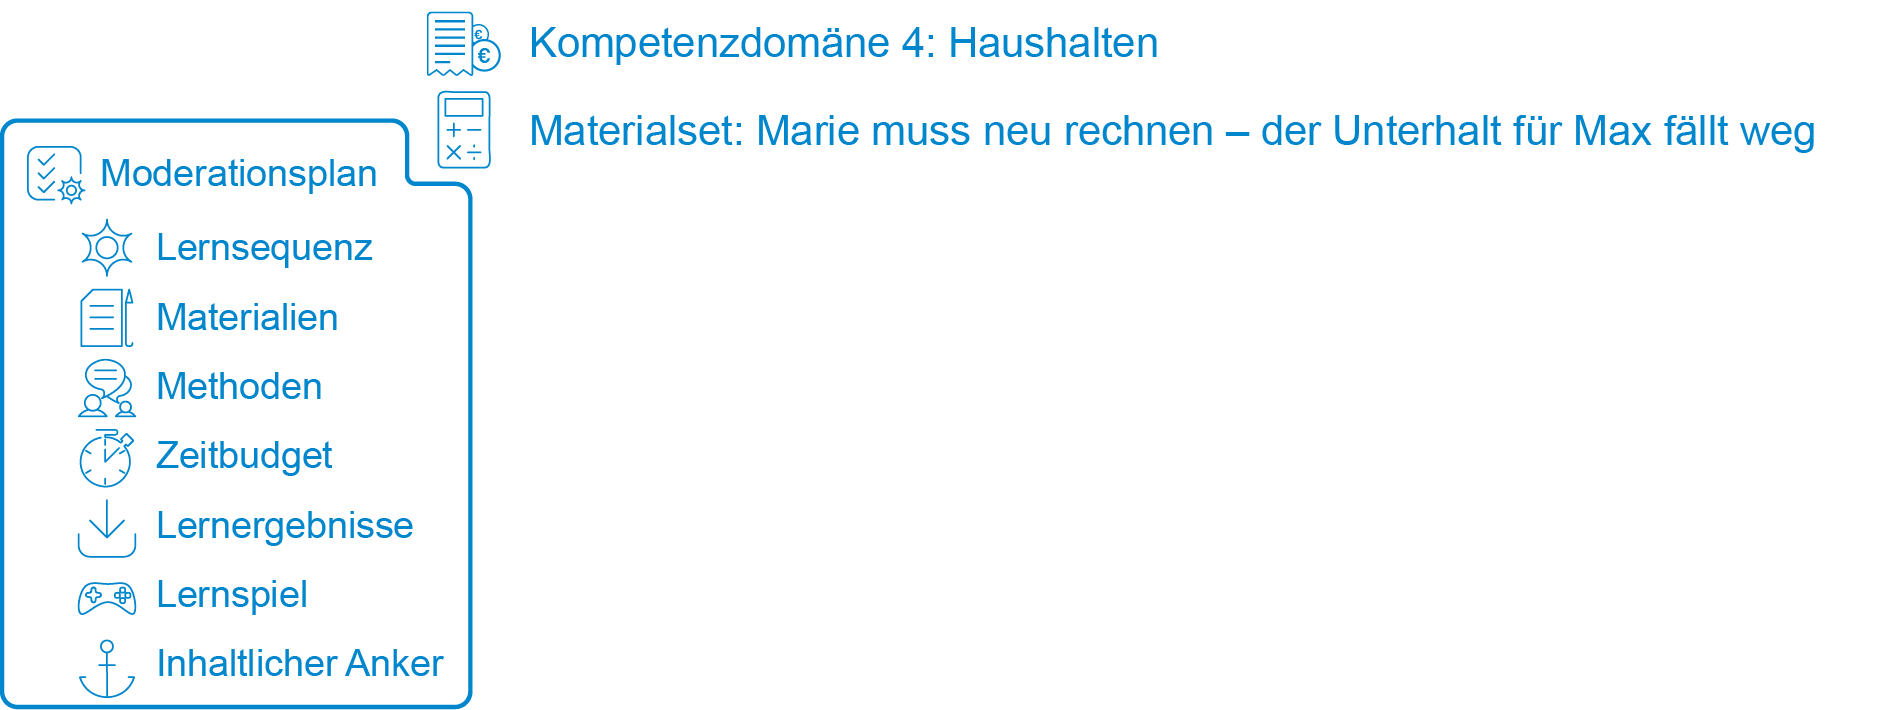 Kompetenzdomäne 4: Haushalten
Materialset: Marie muss neu rechnen – der Unterhalt für Max fällt weg
Moderationsplan
Lernsequenz
Materialien
Methoden
Zeitbudget
Lernergebnisse
Lernspiel
Inhaltlicher Anker